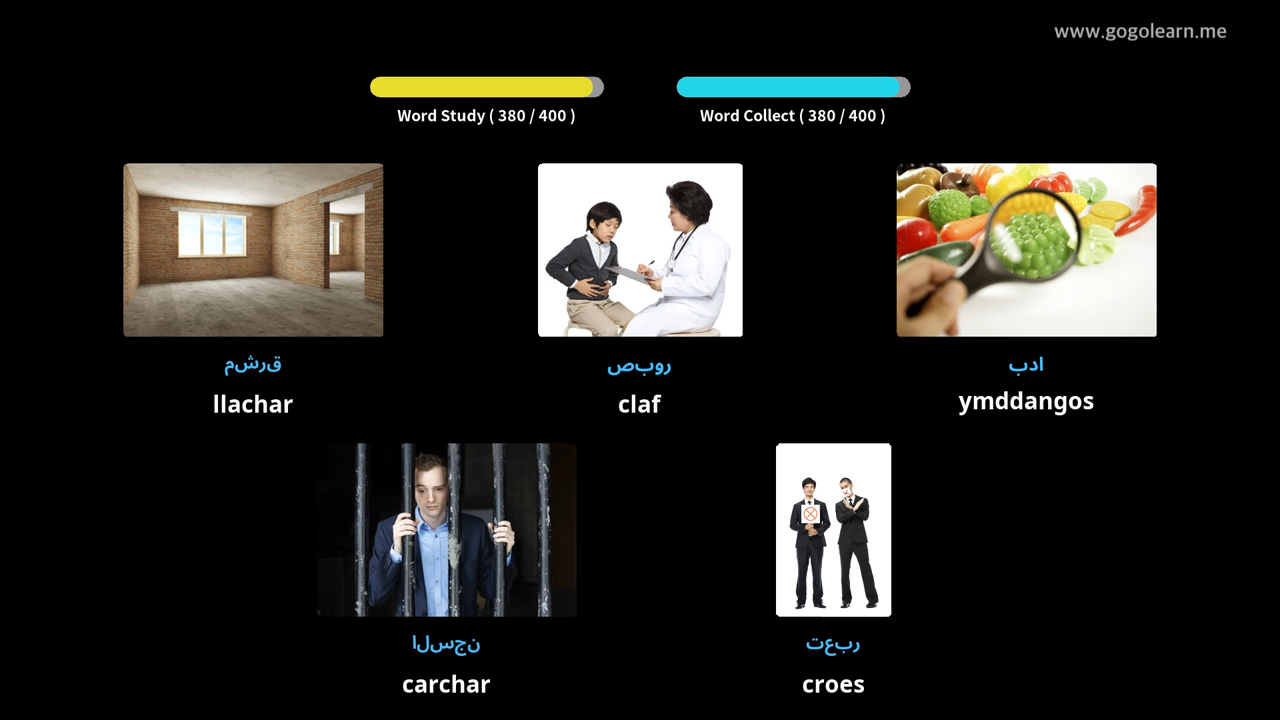 www.gogolearn.me
Word Study ( 380 / 400 )
Word Collect ( 380 / 400 )
مشرق
صبور
بدا
llachar
claf
ymddangos
السجن
تعبر
carchar
croes